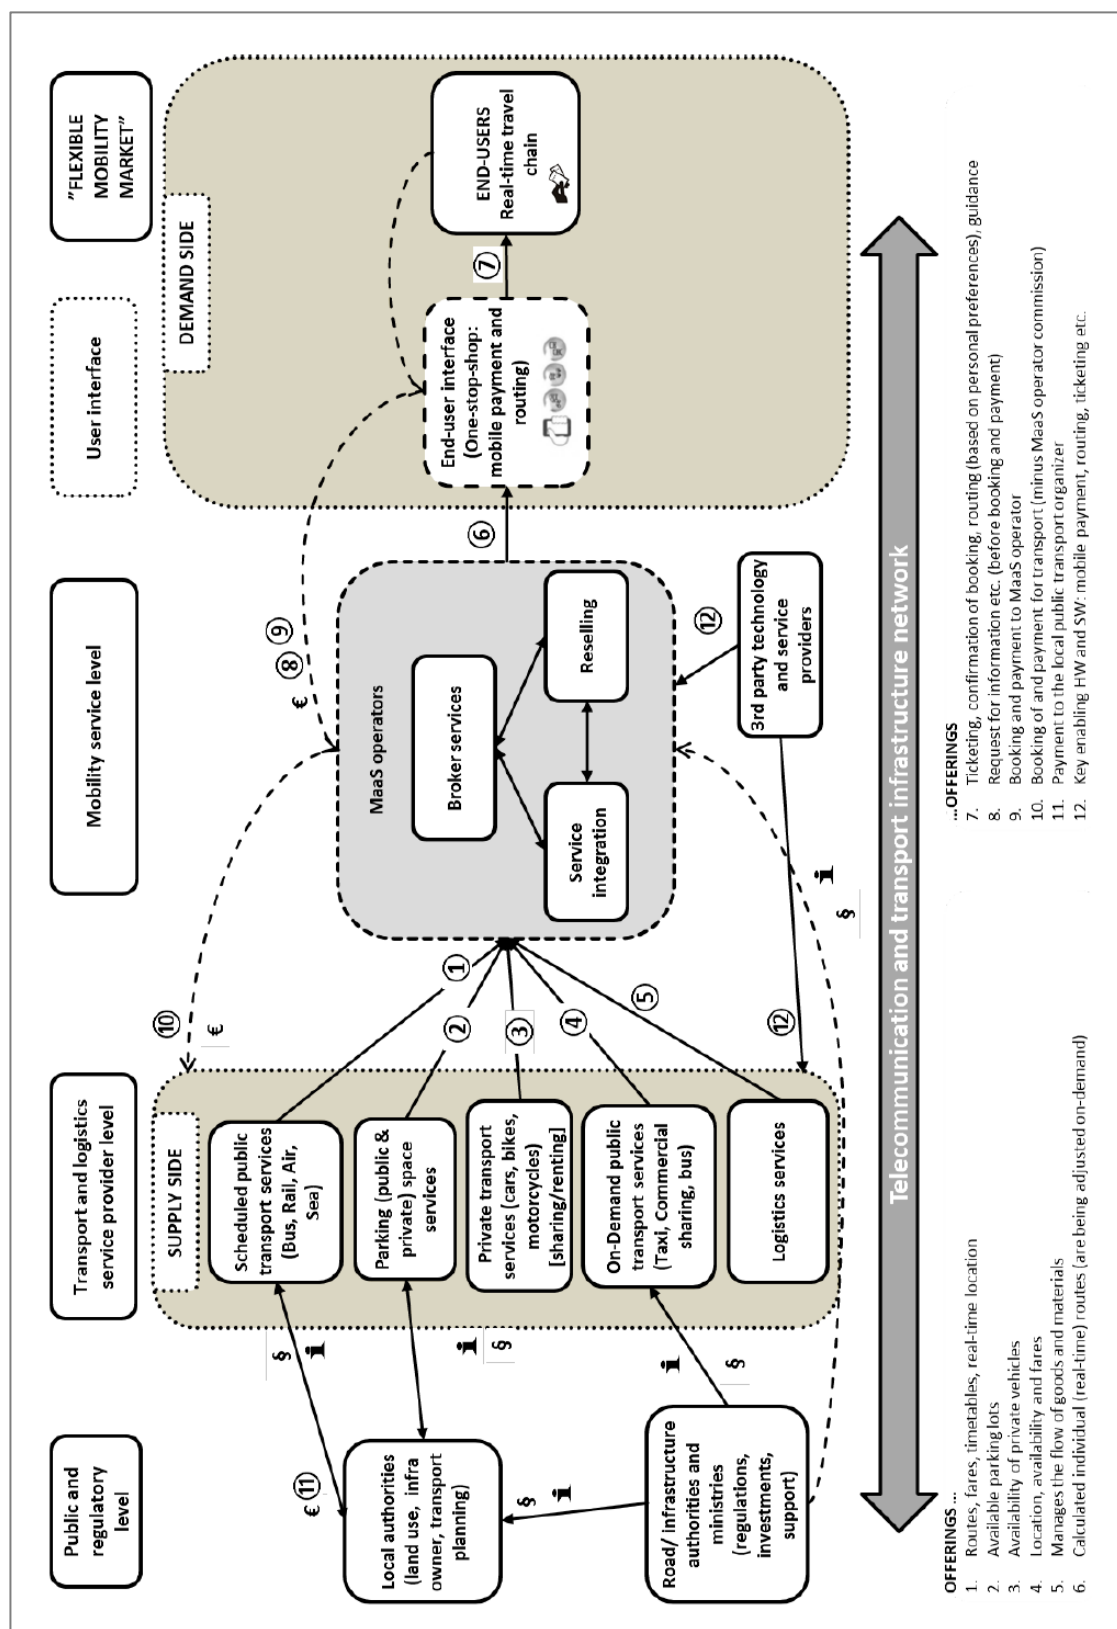 Public and
regulatory
level
Transport and logistics
service provider level
Mobility service level
User interface
"FLEXIBLE
MOBILITY
MARKET"
SUPPLY SIDE
DEMAND SIDE
Local authorities
(land use, infra
owner, transport
planning)
Road/ infrastructure
authorities and
ministries
(regulations,
investments,
support)
€ 11
§
i
i
§
§
i
i
§
Scheduled public
transport services
(Bus, Rail, Air,
Sea)
Parking (public &
private) space
services
Private transport
services (cars, bikes,
motorcycles)
[sharing/renting]
On-Demand public
transport services
(Taxi, Commercial
sharing, bus)
Logistics services
10
€
1
2
3
4
5
12
MaaS operators
Broker services
Service
integration
Reselling
€ 8 9
6
12
3rd party technology
and service
providers
§ i
End-user interface
(One-stop-shop:
mobile payment and
routing)
7
END-USERS
Real-time travel
chain
Telecommunication and transport infrastructure network
OFFERINGS ...
1. Routes, fares, timetables, real-time location
2. Available parking lots
3. Availability of private vehicles
4. Location, availability and fares
5. Manages the flow of goods and materials
6. Calculated individual (real-time) routes (are being adjusted on-demand)
...OFFERINGS
7. Ticketing, confirmation of booking, routing (based on personal preferences), guidance
8. Request for information etc. (before booking and payment)
9. Booking and payment to MaaS operator
10. Booking of and payment for transport (minus MaaS operator commission)
11. Payment to the local public transport organizer
12. Key enabling HW and SW: mobile payment, routing, ticketing etc.